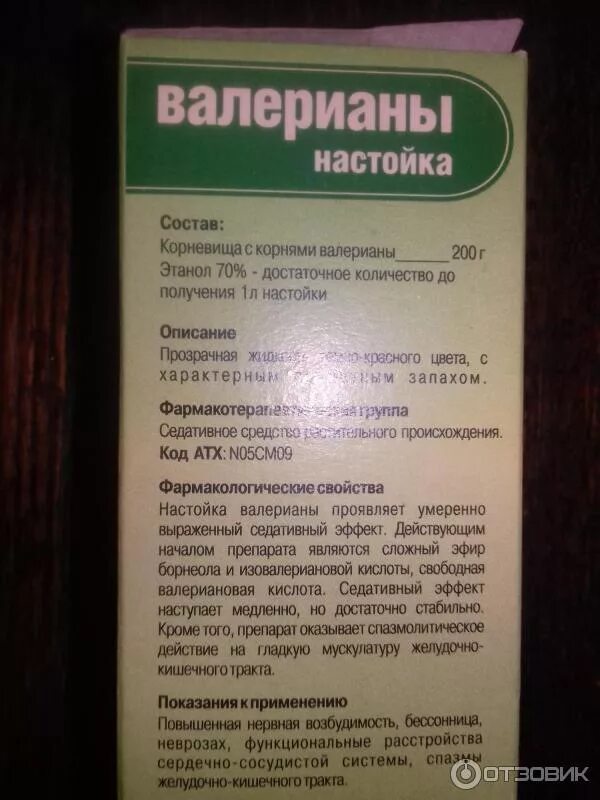 валерианы
настойка
Состав:
Корневища с корнями валерианы______ 200 г
Этанол 70% - достаточное количество до
получения 1л настойки
Описание
Прозрачная красного цвета, с
характерным запахом.
Фармакотерапевтическая группа
Седативное средство растительного происхождения.
Код АТХ: N05CM09
Фармакологические свойства
Настойка валерианы проявляет умеренно
выраженный седативный эффект. Действующим
началом препарата являются сложный эфир
борнеола и изовалериановой кислоты, свободная
валериановая кислота. Седативный эффект
наступает медленно, но достаточно стабильно.
Кроме того, препарат оказывает спазмолитическое
действие на гладкую мускулатуру желудочно-
кишечного тракта.
Показания к применению
Повышенная нервная возбудимость, бессонница,
неврозах, функциональные расстройства
сердечно-сосудистой системы, спазмы
желудочно-кишечного тракта.
ОТЗОВИК